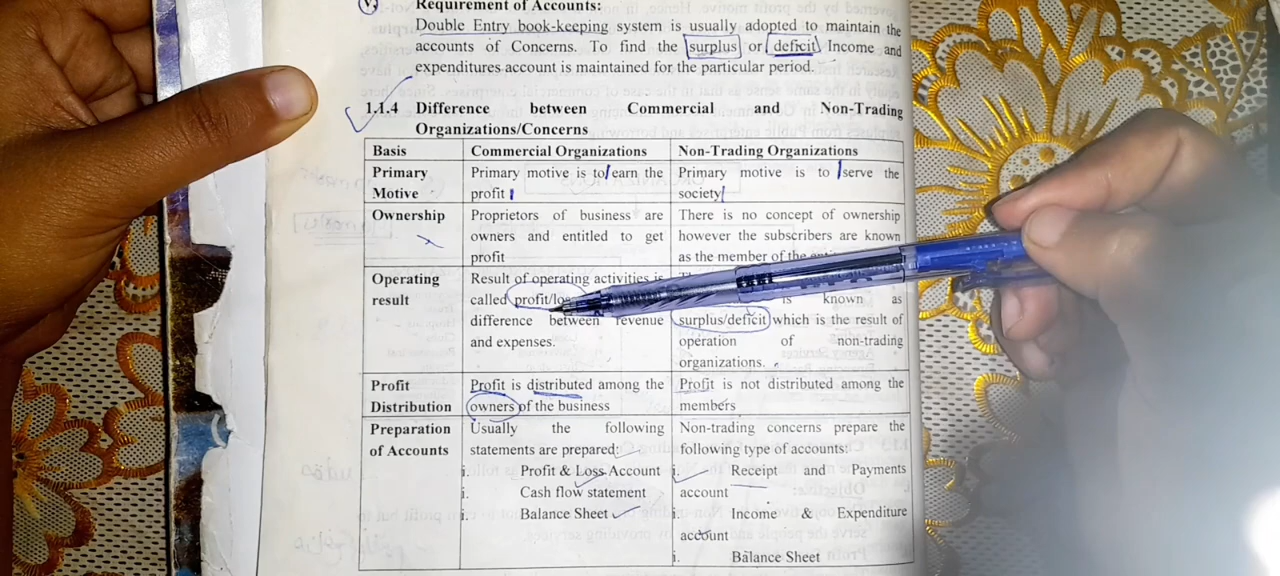 V.
Requirement of Accounts:
Double Entry book-keeping system is usually adopted to maintain the
accounts of Concerns. To find the surplus or deficit Income and
expenditures account is maintained for the particular period.
1.1.4 Difference between Commercial and Non-Trading
Organizations/Concerns
Basis
Commercial Organizations
Non-Trading Organizations
Primary
Motive
Primary motive is to earn the
profit
Primary motive is to serve the
society
Ownership
Proprietors of business are
owners and entitled to get
profit
There is no concept of ownership
however the subscribers are known
as the member of the
Operating
result
Result of operating activities is
called profit/loss
difference between revenue
and expenses.
is known as
surplus/deficit which is the result of
operation of non-trading
organizations.
Profit
Distribution
Profit is distributed among the
owners of the business
Profit is not distributed among the
members
Preparation
of Accounts
Usually the following
statements are prepared:
i. Profit & Loss Account
i. Cash flow statement
i. Balance Sheet
Non-trading concerns prepare the
following type of accounts:
i. Receipt and Payments
account
i. Income & Expenditure
account
i. Balance Sheet